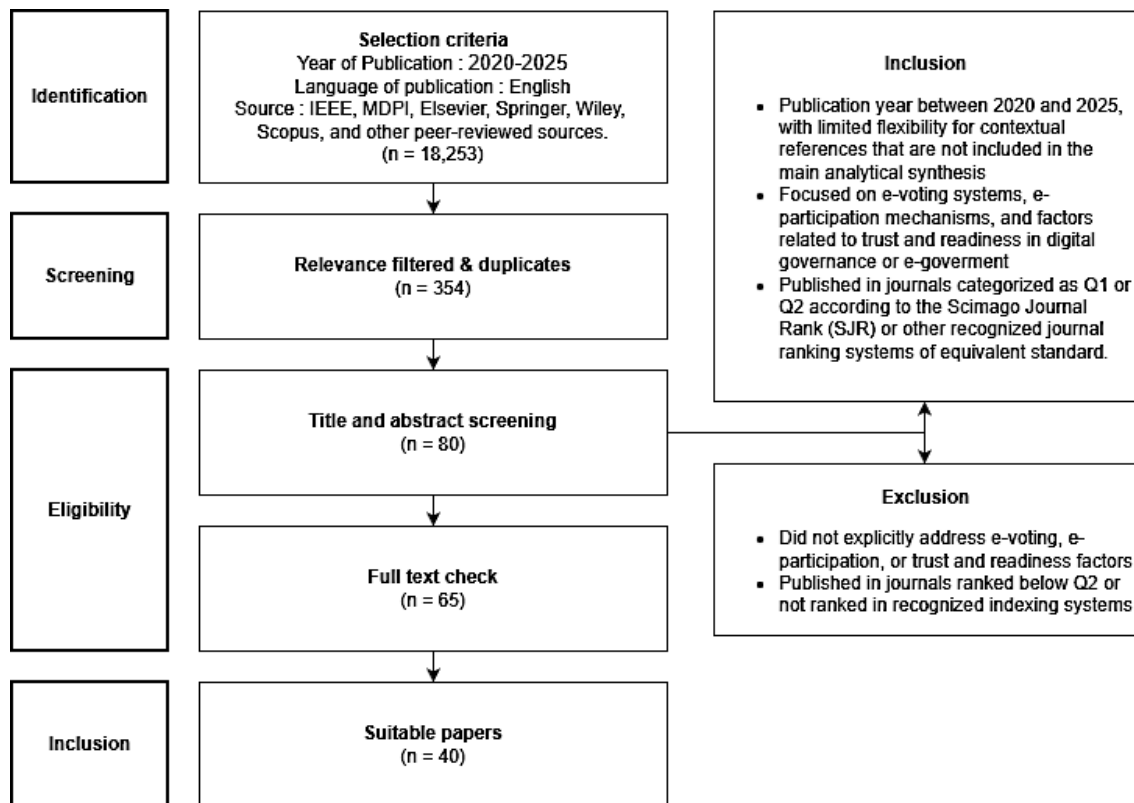 Identification
Selection criteria
Year of Publication : 2020-2025
Language of publication : English
Source : IEEE, MDPI, Elsevier, Springer, Wiley,
Scopus, and other peer-reviewed sources.
(n = 18,253)
Screening
Relevance filtered & duplicates
(n = 354)
Eligibility
Title and abstract screening
(n = 80)
Full text check
(n = 65)
Inclusion
Suitable papers
(n = 40)
Inclusion
• Publication year between 2020 and 2025,
with limited flexibility for contextual
references that are not included in the
main analytical synthesis
• Focused on e-voting systems, e-
participation mechanisms, and factors
related to trust and readiness in digital
governance or e-goverment
• Published in journals categorized as Q1 or
Q2 according to the Scimago Journal
Rank (SJR) or other recognized journal
ranking systems of equivalent standard.
Exclusion
• Did not explicitly address e-voting, e-
participation, or trust and readiness factors
• Published in journals ranked below Q2 or
not ranked in recognized indexing systems